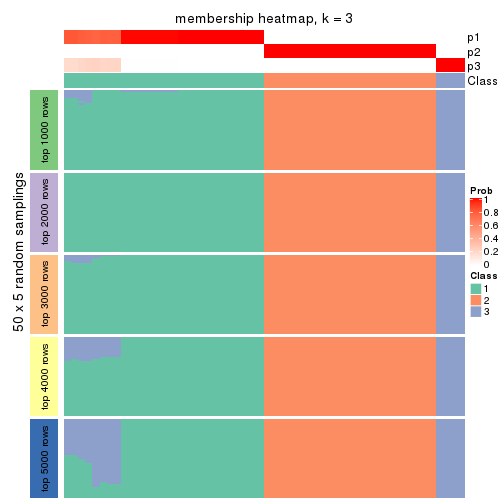 membership heatmap, k = 3
p1
p2
p3
Class
50 x 5 random samplings
top 1000 rows
top 2000 rows
top 3000 rows
top 4000 rows
top 5000 rows
Prob
1
0.8
0.6
0.4
0.2
0
Class
1
2
3